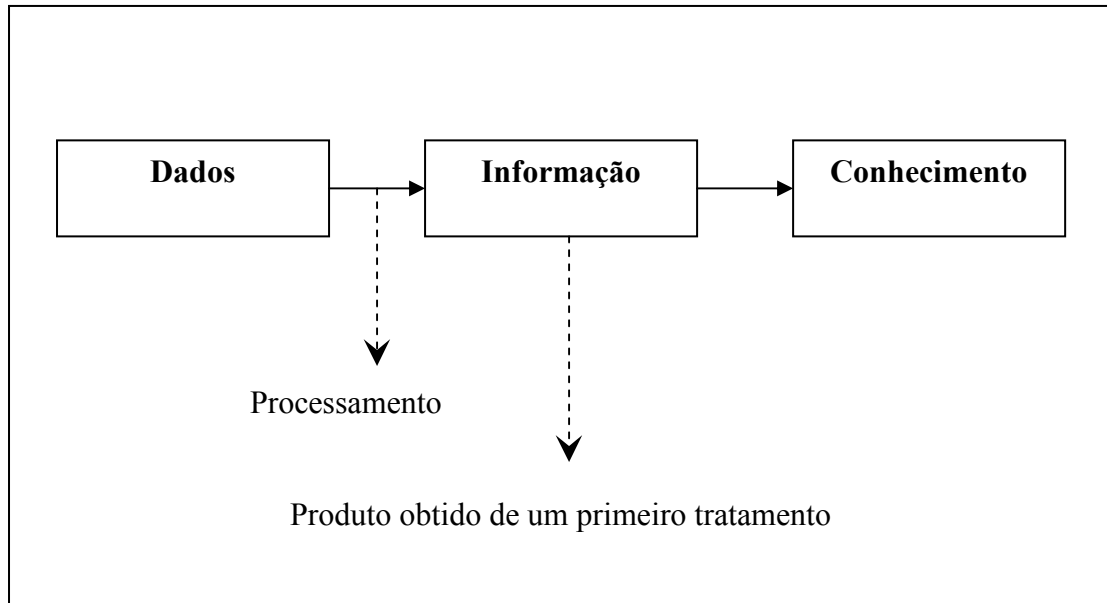 Dados
Informação
Conhecimento
Processamento
Produto obtido de um primeiro tratamento